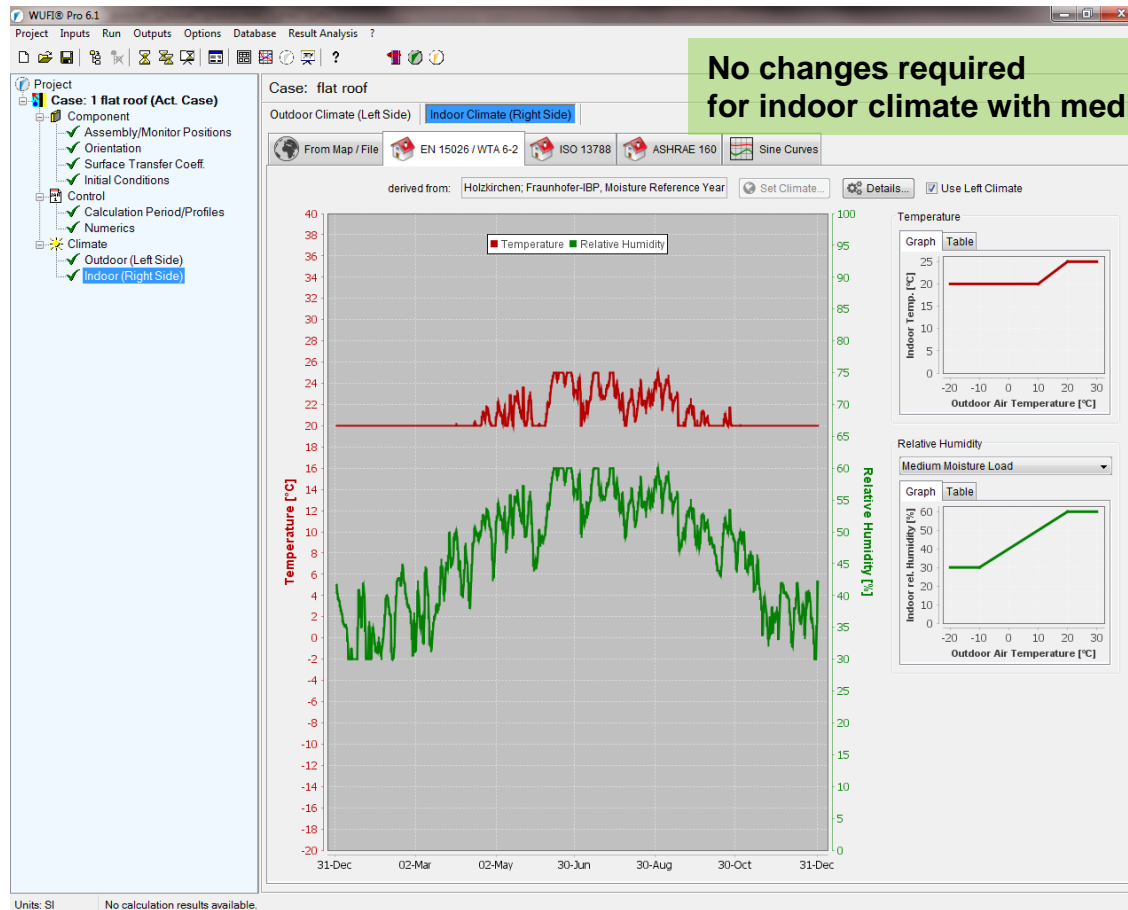 WUFI® Pro 6.1
Project Inputs Run Outputs Options Database Result Analysis ?
?
No changes required
for indoor climate with med
Project
Case: 1 flat roof (Act. Case)
Component
Assembly/Monitor Positions
Orientation
Surface Transfer Coeff.
Initial Conditions
Control
Calculation Period/Profiles
Numerics
Climate
Outdoor (Left Side)
Indoor (Right Side)
Case: flat roof
Outdoor Climate (Left Side) Indoor Climate (Right Side)
From Map / File EN 15026 / WTA 6-2 ISO 13788 ASHRAE 160 Sine Curves
derived from: Holzkirchen; Fraunhofer-IBP, Moisture Reference Year Set Climate... Details... Use Left Climate
Temperature Relative Humidity
40
38
36
34
32
30
28
26
24
22
20
18
16
14
12
10
8
6
4
2
0
-2
-4
-6
-8
-10
-12
-14
-16
-18
-20
Temperature [°C]
100
95
90
85
80
75
70
65
60
55
50
45
40
35
30
25
20
15
10
5
0
Relative Humidity [%]
31-Dec 02-Mar 02-May 30-Jun 30-Aug 30-Oct 31-Dec
Temperature
Graph Table
Indoor Temp. [°C]
25
20
15
10
5
0
-20 -10 0 10 20 30
Outdoor Air Temperature [°C]
Relative Humidity
Medium Moisture Load
Graph Table
Indoor rel. Humidity [%]
60
50
40
30
20
10
0
-20 -10 0 10 20 30
Outdoor Air Temperature [°C]
Units: SI No calculation results available.